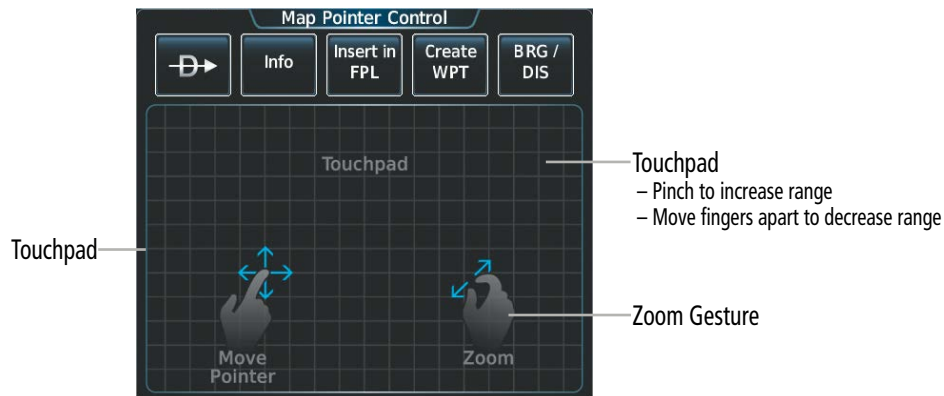 Map Pointer Control
D
Info
Insert in
FPL
Create
WPT
BRG /
DIS
Touchpad
Touchpad
– Pinch to increase range
– Move fingers apart to decrease range
Touchpad
Zoom Gesture
Move
Pointer
Zoom